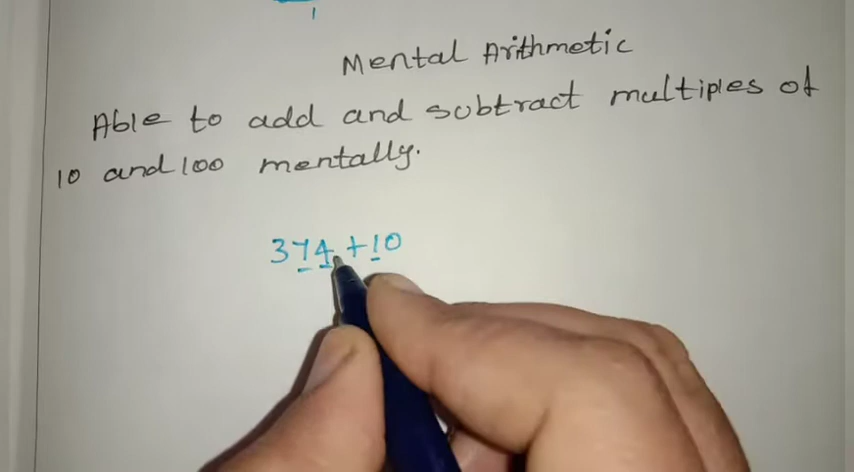 Mental Arithmetic
Able to add and subtract multiples of
10 and 100 mentally.
374 + 10